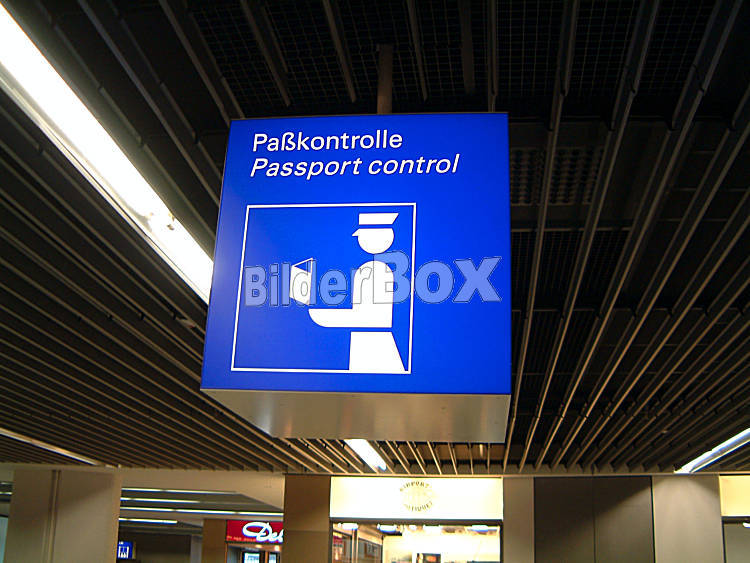 Paßkontrolle
Passport control
BilderBox